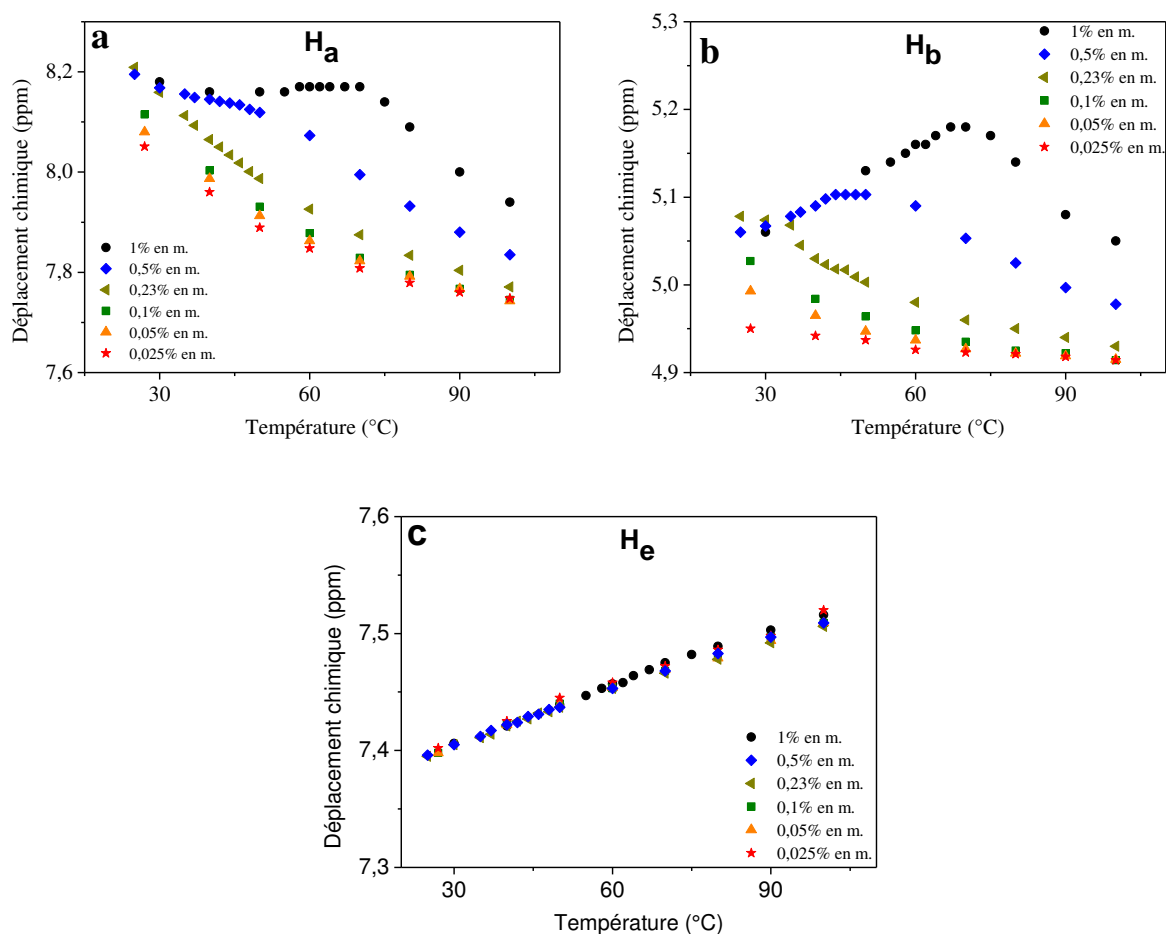 a
Ha
8,2
8,0
7,8
7,6
Déplacement chimique (ppm)
1% en m.
0,5% en m.
0,23% en m.
0,1% en m.
0,05% en m.
0,025% en m.
30
60
90
Température (°C)
b
Hb
5,3
5,2
5,1
5,0
4,9
Déplacement chimique (ppm)
1% en m.
0,5% en m.
0,23% en m.
0,1% en m.
0,05% en m.
0,025% en m.
30
60
90
Température (°C)
c
He
7,6
7,5
7,4
7,3
Déplacement chimique (ppm)
1% en m.
0,5% en m.
0,23% en m.
0,1% en m.
0,05% en m.
0,025% en m.
30
60
90
Température (°C)